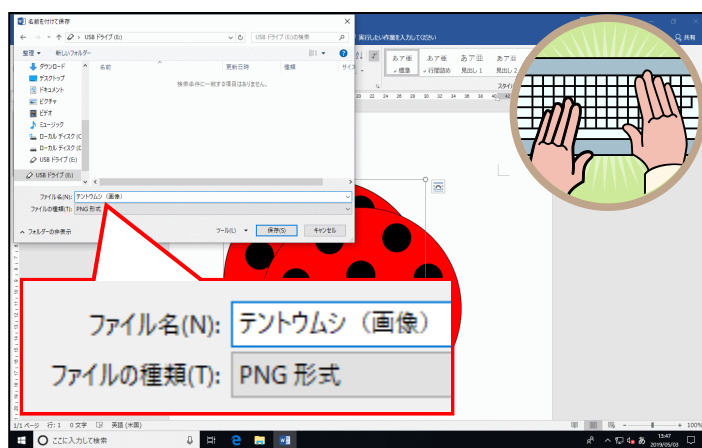 名前を付けて保存
USB ドライブ (E:)
USB ドライブ (E:)の検索
実行したい作業を入力してください
共有
整理
新しいフォルダー
ダウンロード
デスクトップ
ドキュメント
ピクチャ
ビデオ
ミュージック
ローカル ディスク (C
ローカル ディスク (C
USB ドライブ (E)
USB ドライブ (E:)
名前
更新日時
種類
サイズ
検索条件に一致する項目はありません。
あア亜 あア亜 あア亜 あア亜
標準 行間詰め 見出し 1 見出し 2
ファイル名(N): テントウムシ（画像）
ファイルの種類(T): PNG 形式
フォルダーの非表示
ツール(L)
保存(S)
キャンセル
20 22 24 26 28 30 32 34 36 38 40 42
ファイル名(N): テントウムシ（画像）
ファイルの種類(T): PNG 形式
1/1 ページ 行: 1 0 文字 英語 (米国)
100%
ここに入力して検索
あ
13:47
2019/05/03